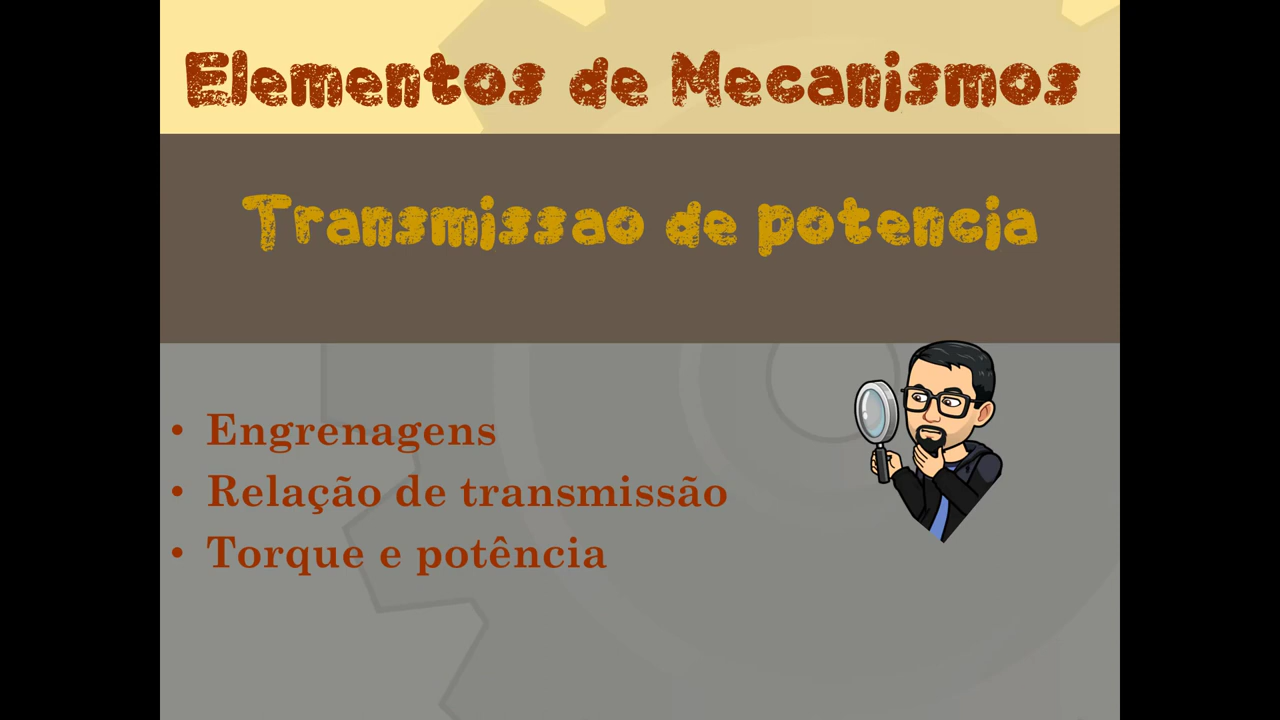 Elementos de Mecanismos
Transmissao de potencia
• Engrenagens
• Relação de transmissão
• Torque e potência